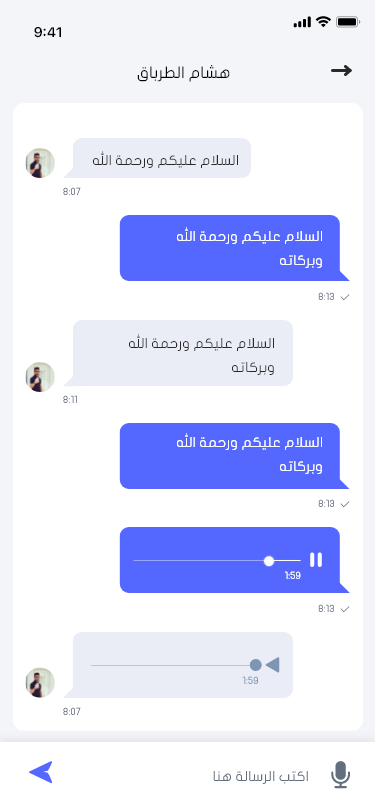 9:41
هشام الطرباق
السلام عليكم ورحمة الله
8:07
السلام عليكم ورحمة الله
وبركاته
8:13
السلام عليكم ورحمة الله
وبركاته
8:11
السلام عليكم ورحمة الله
وبركاته
8:13
1:59
8:13
1:59
8:07
اكتب الرسالة هنا